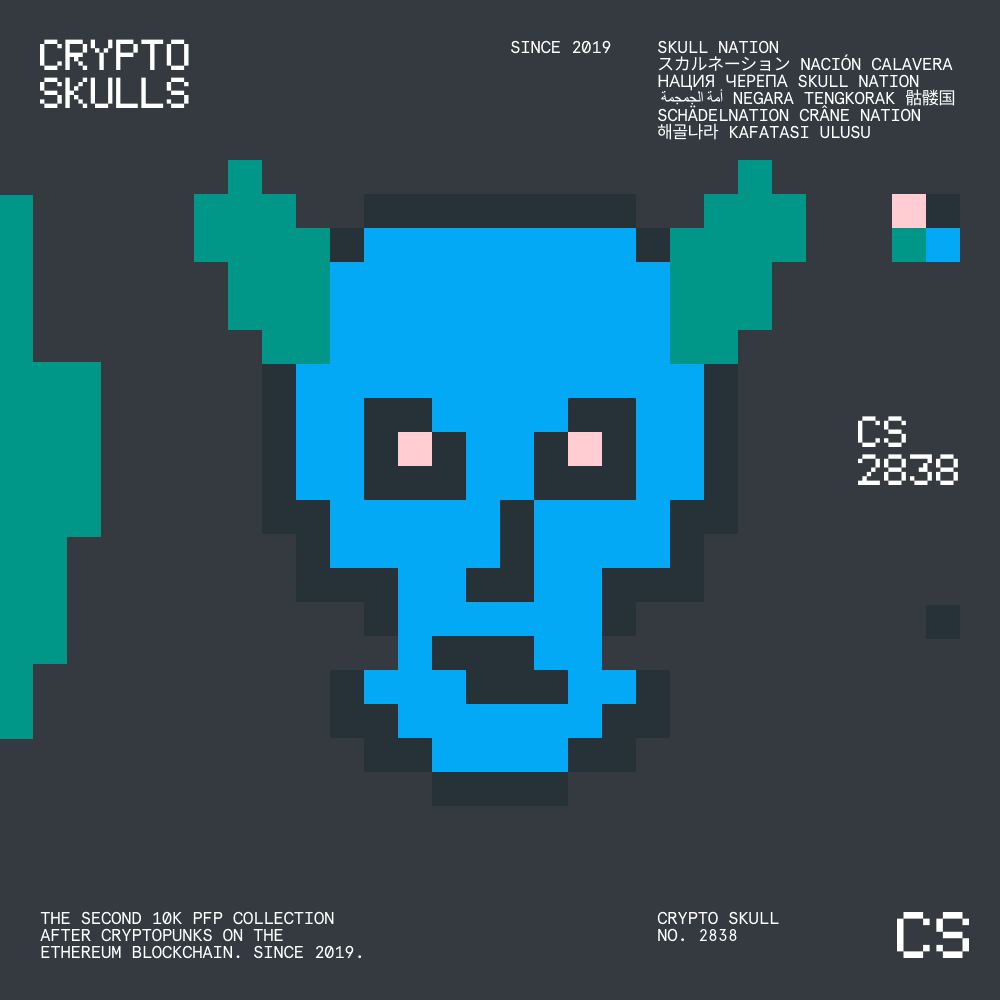 CRYPTO
SKULLS
SINCE 2019
SKULL NATION
スカルネーション NACIÓN CALAVERA
НАЦИЯ ЧЕРЕПА SKULL NATION
أمة الجمجمة NEGARA TENGKORAK 骷髅国
SCHÄDELNATION CRÂNE NATION
해골나라 KAFATASI ULUSU
CS
2838
THE SECOND 10K PFP COLLECTION
AFTER CRYPTOPUNKS ON THE
ETHEREUM BLOCKCHAIN. SINCE 2019.
CRYPTO SKULL
NO. 2838
CS